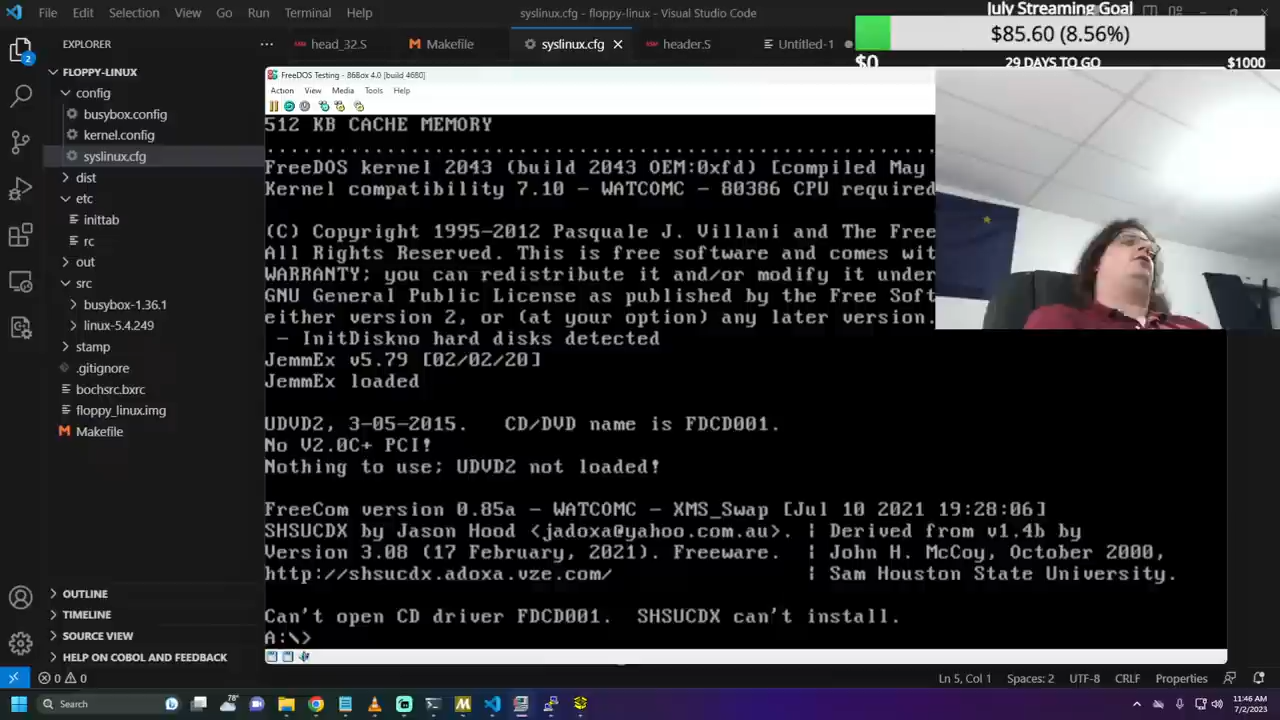 File Edit Selection View Go Run Terminal Help
syslinux.cfg - floppy-linux - Visual Studio Code
July Streaming Goal
$85.60 (8.56%)
$0 29 DAYS TO GO $1000
EXPLORER
head_32.S
Makefile
syslinux.cfg
header.S
Untitled-1
FLOPPY-LINUX
config
busybox.config
kernel.config
syslinux.cfg
dist
etc
inittab
rc
out
src
busybox-1.36.1
linux-5.4.249
stamp
.gitignore
bochsrc.bxrc
floppy_linux.img
Makefile
OUTLINE
TIMELINE
SOURCE VIEW
HELP ON COBOL AND FEEDBACK
FreeDOS Testing - 86Box 4.0 [build 4680]
Action View Media Tools Help
512 KB CACHE MEMORY
FreeDOS kernel 2043 (build 2043 OEM:0xfd) [compiled May
Kernel compatibility 7.10 - WATCOMC - 80386 CPU required
(C) Copyright 1995-2012 Pasquale J. Villani and The Free
All Rights Reserved. This is free software and comes wit
WARRANTY; you can redistribute it and/or modify it under
GNU General Public License as published by the Free Soft
either version 2, or (at your option) any later version.
- InitDiskno hard disks detected
JemmEx v5.79 [02/02/20]
JemmEx loaded
UDVD2, 3-05-2015. CD/DVD name is FDCD001.
No V2.0C+ PCI!
Nothing to use; UDVD2 not loaded!
FreeCom version 0.85a - WATCOMC - XMS_Swap [Jul 10 2021 19:28:06]
SHSUCDX by Jason Hood <jadoxa@yahoo.com.au>. | Derived from v1.4b by
Version 3.08 (17 February, 2021). Freeware. | John H. McCoy, October 2000,
http://shsucdx.adoxa.vze.com/ | Sam Houston State University.
Can't open CD driver FDCD001. SHSUCDX can't install.
A:\>
0 0 Ln 5, Col 1 Spaces: 2 UTF-8 CRLF Properties
Search 78° 11:46 AM
7/2/2023